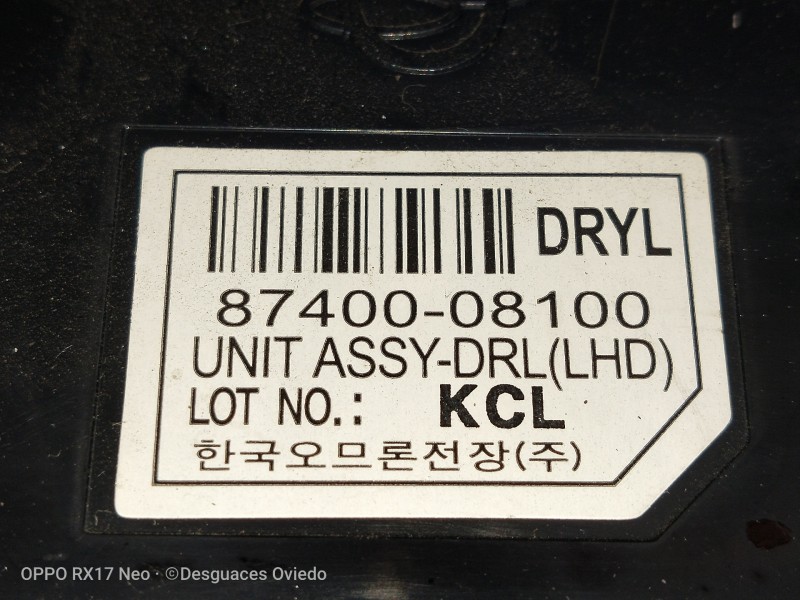 DRYL
87400-08100
UNIT ASSY-DRL(LHD)
LOT NO.: KCL
한국오므론전장(주)
OPPO RX17 Neo · ©Desguaces Oviedo